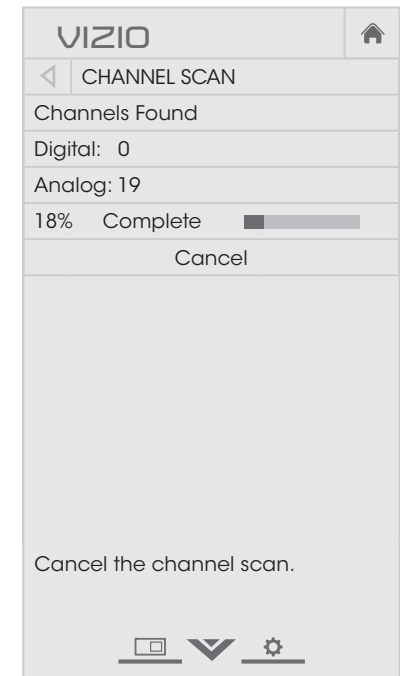 VIZIO
CHANNEL SCAN
Channels Found
Digital: 0
Analog: 19
18% Complete
Cancel
Cancel the channel scan.